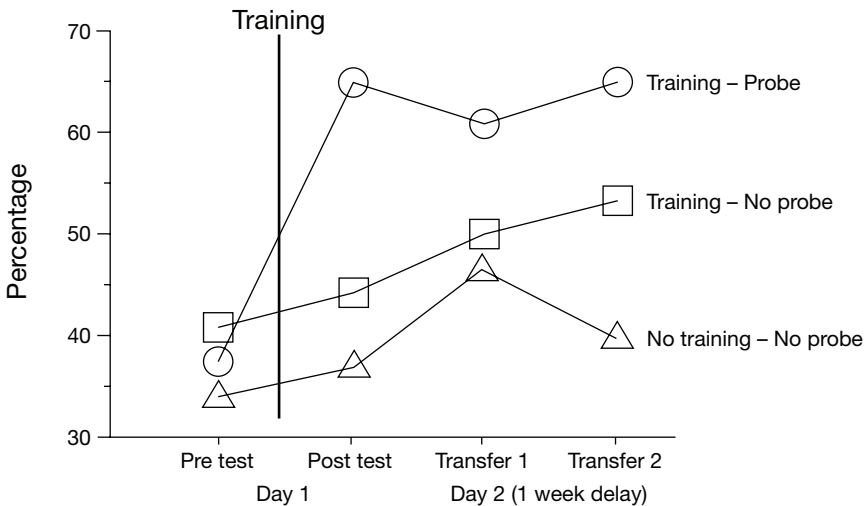 Training
70
60
50
40
30
Percentage
Training – Probe
Training – No probe
No training – No probe
Pre test Post test Transfer 1 Transfer 2
Day 1 Day 2 (1 week delay)